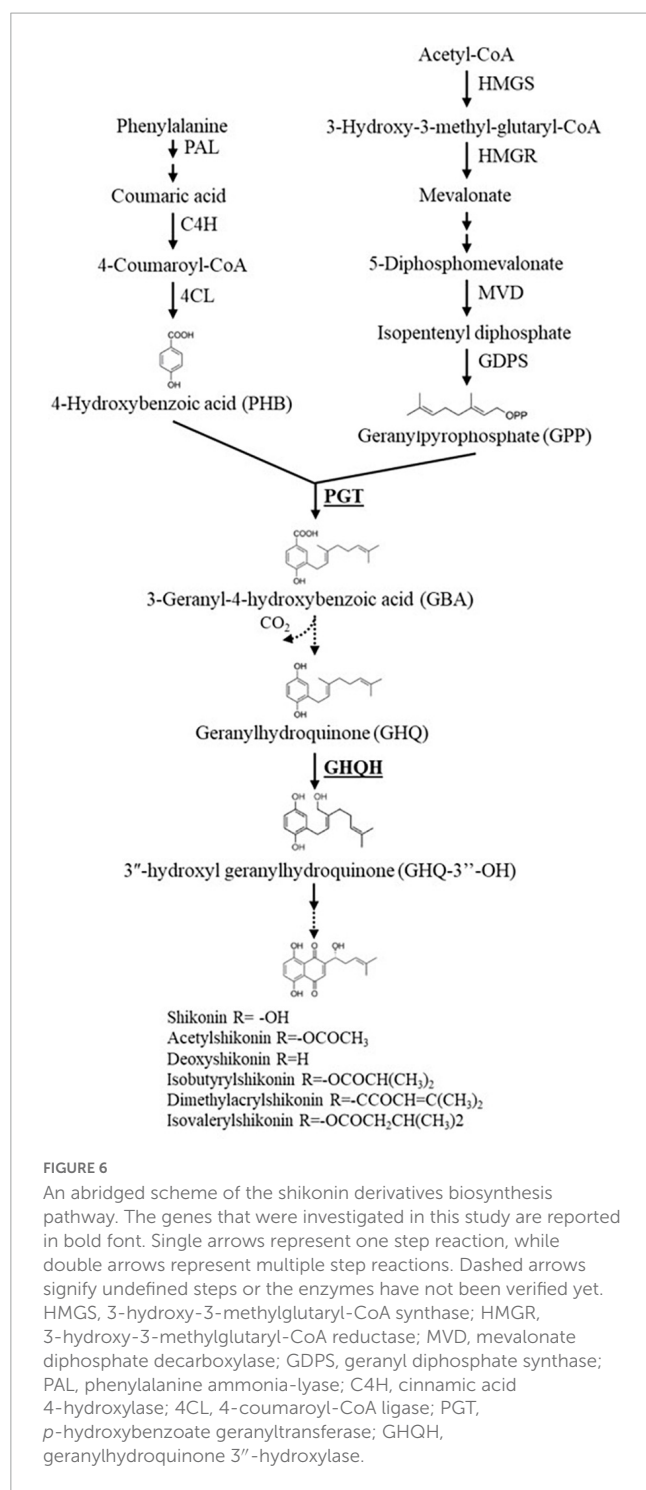 Acetyl-CoA
HMGS
3-Hydroxy-3-methyl-glutaryl-CoA
HMGR
Mevalonate
5-Diphosphomevalonate
MVD
Isopentenyl diphosphate
GDPS
OPP
Geranylpyrophosphate (GPP)
Phenylalanine
PAL
Coumaric acid
C4H
4-Coumaroyl-CoA
4CL
COOH
OH
4-Hydroxybenzoic acid (PHB)
PGT
COOH
OH
3-Geranyl-4-hydroxybenzoic acid (GBA)
CO₂
OH
OH
Geranylhydroquinone (GHQ)
GHQH
OH OH
OH
3″-hydroxyl geranylhydroquinone (GHQ-3’’-OH)
OH O OH
OH O
Shikonin R= -OH
Acetylshikonin R=-OCOCH₃
Deoxyshikonin R=H
Isobutyrylshikonin R=-OCOCH(CH₃)₂
Dimethylacrylshikonin R=-CCOCH=C(CH₃)₂
Isovalerylshikonin R=-OCOCH₂CH(CH₃)2
FIGURE 6
An abridged scheme of the shikonin derivatives biosynthesis
pathway. The genes that were investigated in this study are reported
in bold font. Single arrows represent one step reaction, while
double arrows represent multiple step reactions. Dashed arrows
signify undefined steps or the enzymes have not been verified yet.
HMGS, 3-hydroxy-3-methylglutaryl-CoA synthase; HMGR,
3-hydroxy-3-methylglutaryl-CoA reductase; MVD, mevalonate
diphosphate decarboxylase; GDPS, geranyl diphosphate synthase;
PAL, phenylalanine ammonia-lyase; C4H, cinnamic acid
4-hydroxylase; 4CL, 4-coumaroyl-CoA ligase; PGT,
p-hydroxybenzoate geranyltransferase; GHQH,
geranylhydroquinone 3″-hydroxylase.